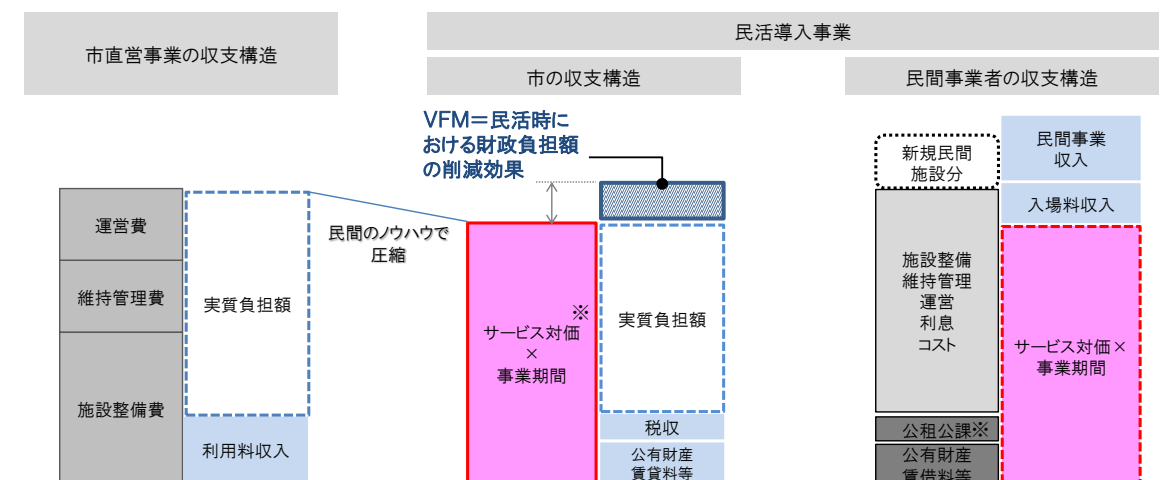 市直営事業の収支構造
民活導入事業
市の収支構造
民間事業者の収支構造
VFM=民活時に
おける財政負担額
の削減効果
運営費
維持管理費
施設整備費
実質負担額
利用料収入
民間のノウハウで
圧縮
※
サービス対価
×
事業期間
実質負担額
税収
公有財産
賃貸料等
新規民間
施設分
施設整備
維持管理
運営
利息
コスト
公租公課※
公有財産
賃借料等
民間事業
収入
入場料収入
サービス対価×
事業期間